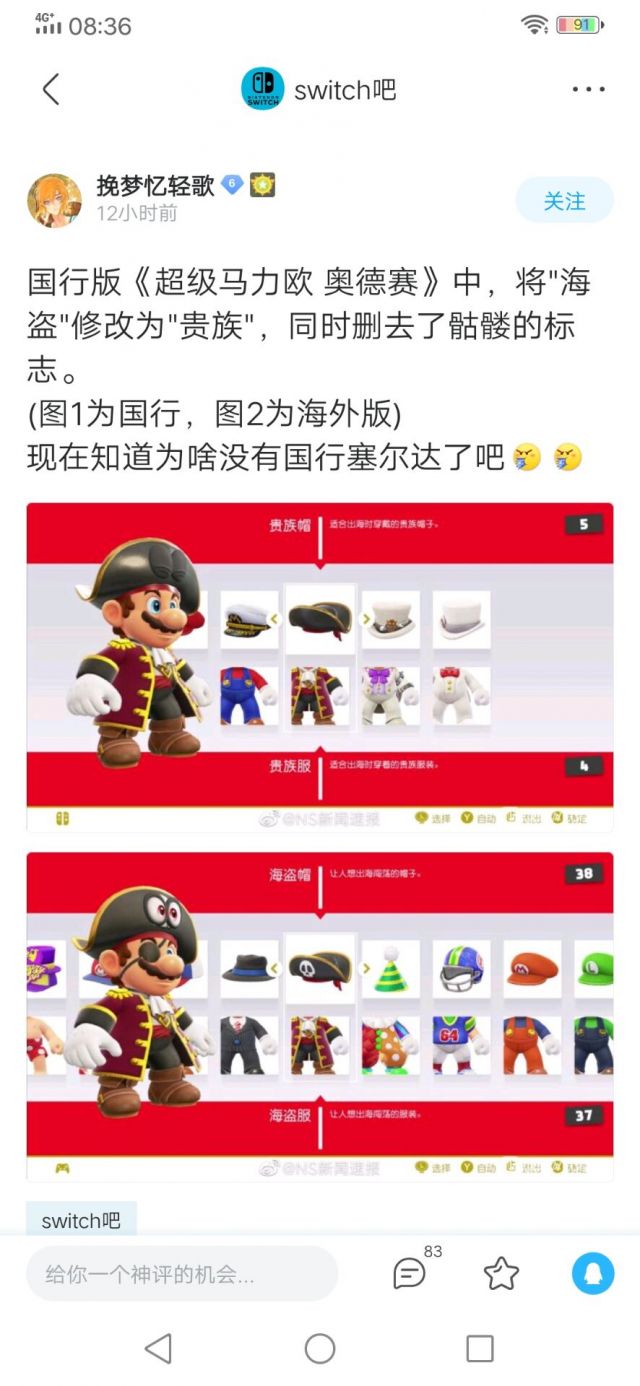 4G+ 08:36 91
NINTENDO SWITCH switch吧
挽梦忆轻歌 6
12小时前
关注
国行版《超级马力欧 奥德赛》中，将"海
盗"修改为"贵族"，同时删去了骷髅的标
志。
(图1为国行，图2为海外版)
现在知道为啥没有国行塞尔达了吧
贵族帽 适合出海时穿戴的贵族帽子。 5
贵族服 适合出海时穿着的贵族服装。 4
@NS新闻速报 选择 Y 自动 退出 确定
海盗帽 让人想出海闯荡的帽子。 38
M L
64
海盗服 让人想出海闯荡的服装。 37
@NS新闻速报 选择 Y 自动 退出 确定
switch吧
给你一个神评的机会...
83